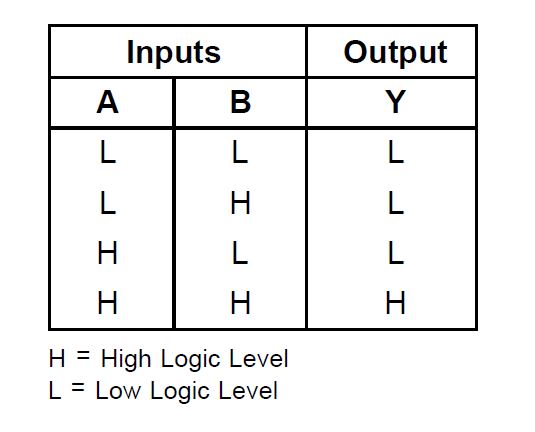 Inputs Output
A B Y
L L L
L H L
H L L
H H H
H = High Logic Level
L = Low Logic Level